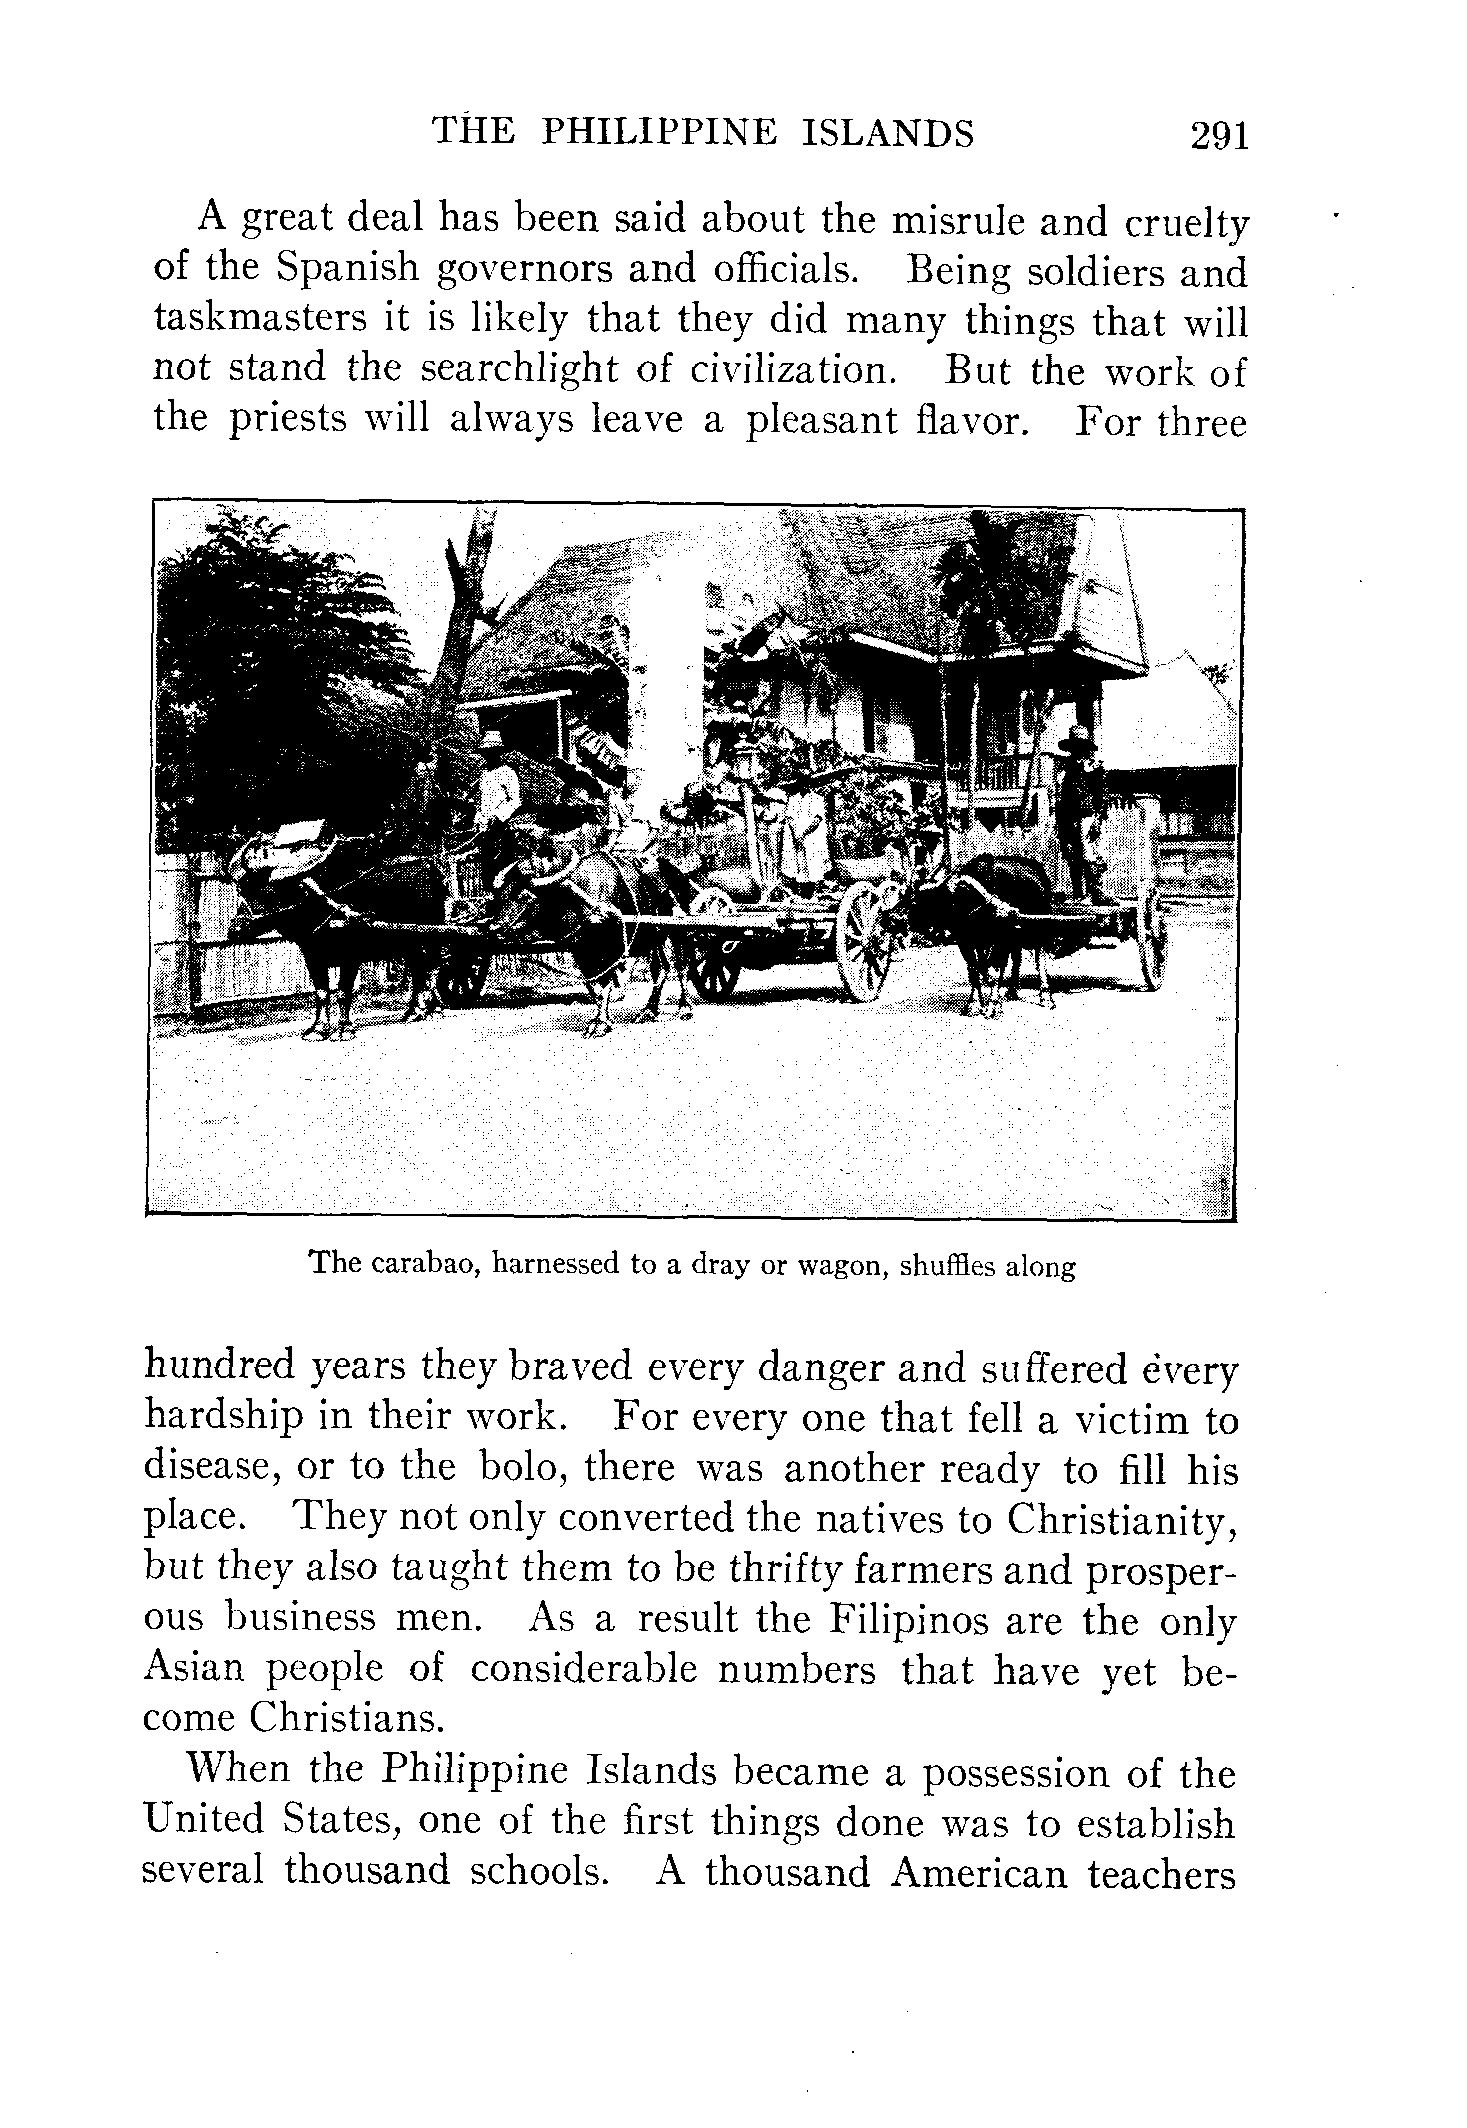 THE PHILIPPINE ISLANDS 291
A great deal has been said about the misrule and cruelty
of the Spanish governors and officials. Being soldiers and
taskmasters it is likely that they did many things that will
not stand the searchlight of civilization. But the work of
the priests will always leave a pleasant flavor. For three
The carabao, harnessed to a dray or wagon, shuffles along
hundred years they braved every danger and suffered every
hardship in their work. For every one that fell a victim to
disease, or to the bolo, there was another ready to fill his
place. They not only converted the natives to Christianity,
but they also taught them to be thrifty farmers and prosper-
ous business men. As a result the Filipinos are the only
Asian people of considerable numbers that have yet be-
come Christians.
When the Philippine Islands became a possession of the
United States, one of the first things done was to establish
several thousand schools. A thousand American teachers